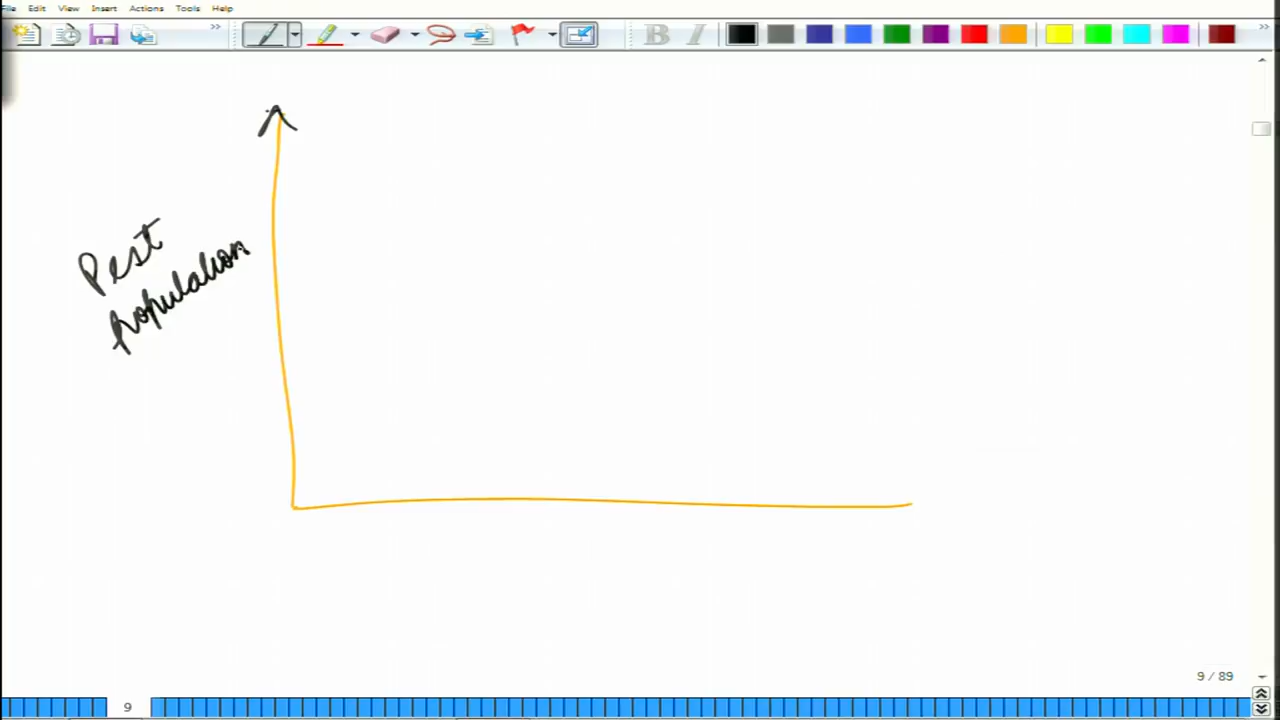 File Edit View Insert Actions Tools Help
B I
Pest
population
9 / 89
9